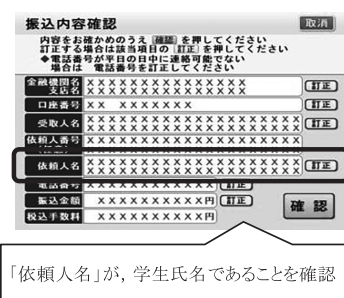 振込内容確認 取消
内容をお確かめのうえ 確認 を押してください
訂正する場合は該当項目の 訂正 を押してください
◆電話番号が平日の日中に連絡可能でない
場合は 電話番号を訂正してください
金融機関名 XXXXXXXXXXXXXXX
支店名 XXXXXXXXXXXXXXX 訂正
口座番号 XX XXXXXXX 訂正
受取人名 XXXXXXXXXXXXXXXXXXXX
XXXXXXXXXXXXXXXXXXXX 訂正
依頼人番号 XXXXXXXXXXXXXXXXXXXX
依頼人名 XXXXXXXXXXXXXXXXXXXX
XXXXXXXXXXXXXXXXXXXX 訂正
電話番号 XXXXXXXXXXXX 訂正
振込金額 XXXXXXXXXX円 訂正
税込手数料 XXXXXXXXXX円 確認
「依頼人名」が，学生氏名であることを確認